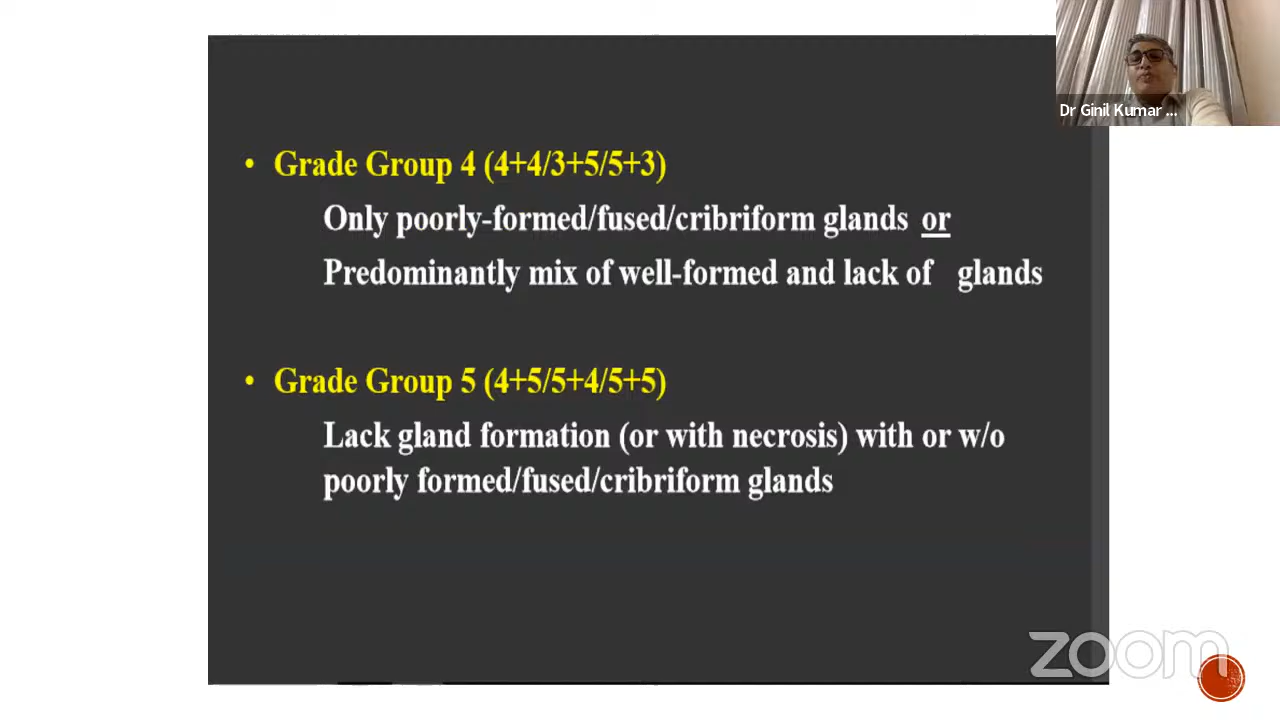 Dr Ginil Kumar ...
• Grade Group 4 (4+4/3+5/5+3)
Only poorly-formed/fused/cribriform glands or
Predominantly mix of well-formed and lack of glands
• Grade Group 5 (4+5/5+4/5+5)
Lack gland formation (or with necrosis) with or w/o
poorly formed/fused/cribriform glands
zoom